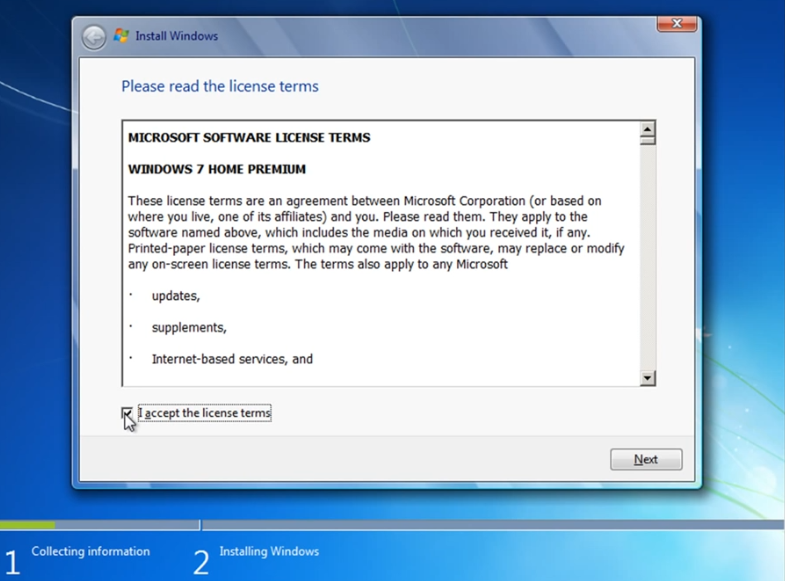 Install Windows
Please read the license terms
MICROSOFT SOFTWARE LICENSE TERMS
WINDOWS 7 HOME PREMIUM
These license terms are an agreement between Microsoft Corporation (or based on
where you live, one of its affiliates) and you. Please read them. They apply to the
software named above, which includes the media on which you received it, if any.
Printed-paper license terms, which may come with the software, may replace or modify
any on-screen license terms. The terms also apply to any Microsoft
· updates,
· supplements,
· Internet-based services, and
I accept the license terms
Next
1 Collecting information
2 Installing Windows